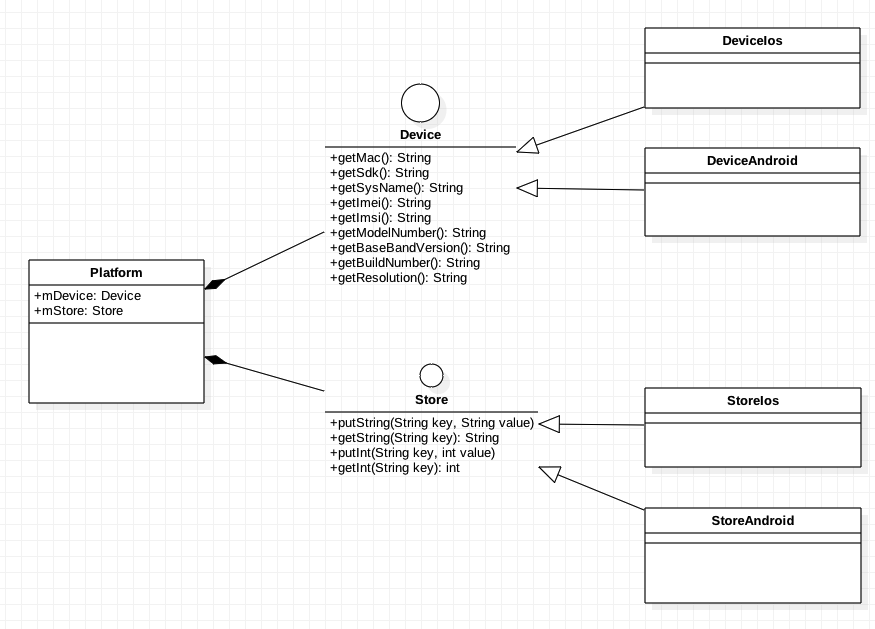 DeviceIos
Device
+getMac(): String
+getSdk(): String
+getSysName(): String
+getImei(): String
+getImsi(): String
+getModelNumber(): String
+getBaseBandVersion(): String
+getBuildNumber(): String
+getResolution(): String
DeviceAndroid
Platform
+mDevice: Device
+mStore: Store
Store
+putString(String key, String value)
+getString(String key): String
+putInt(String key, int value)
+getInt(String key): int
StoreIos
StoreAndroid